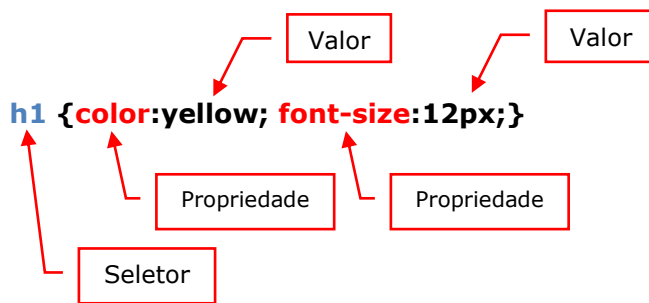 Valor
Valor
h1 {color:yellow; font-size:12px;}
Propriedade
Propriedade
Seletor